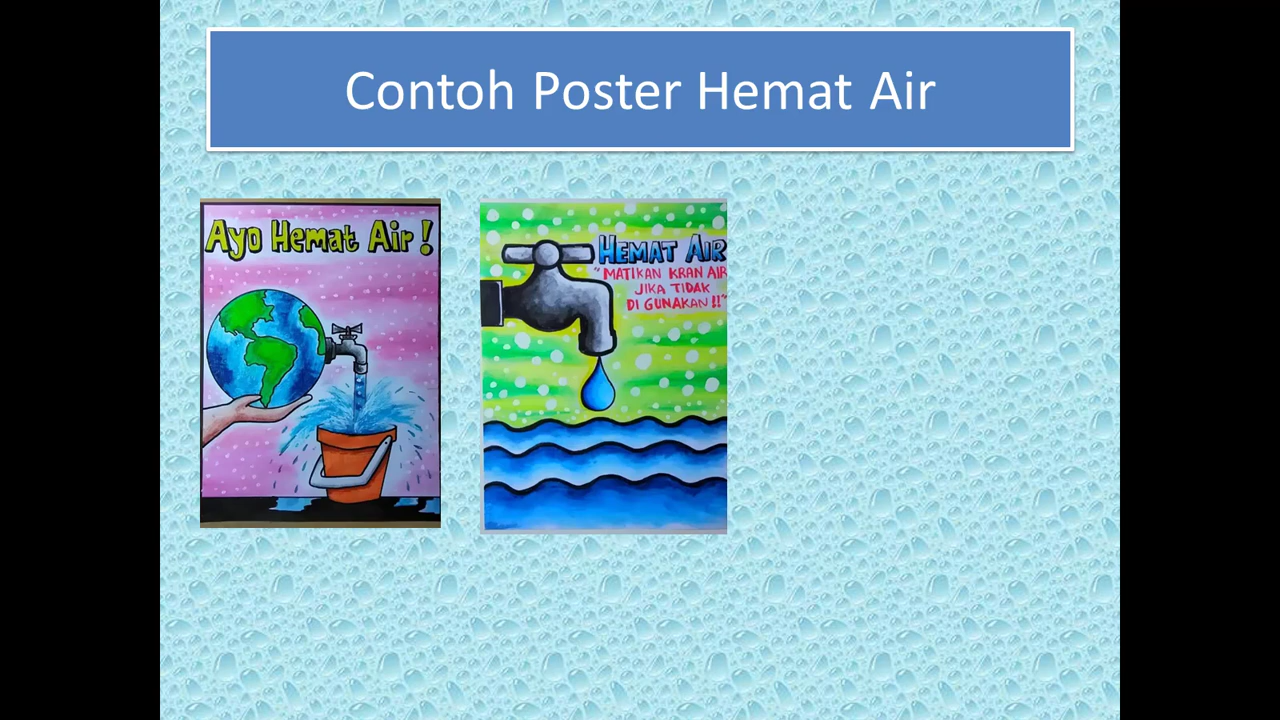 Contoh Poster Hemat Air
Ayo Hemat Air !
HEMAT AIR
"MATIKAN KRAN AIR
JIKA TIDAK
DI GUNAKAN !!"